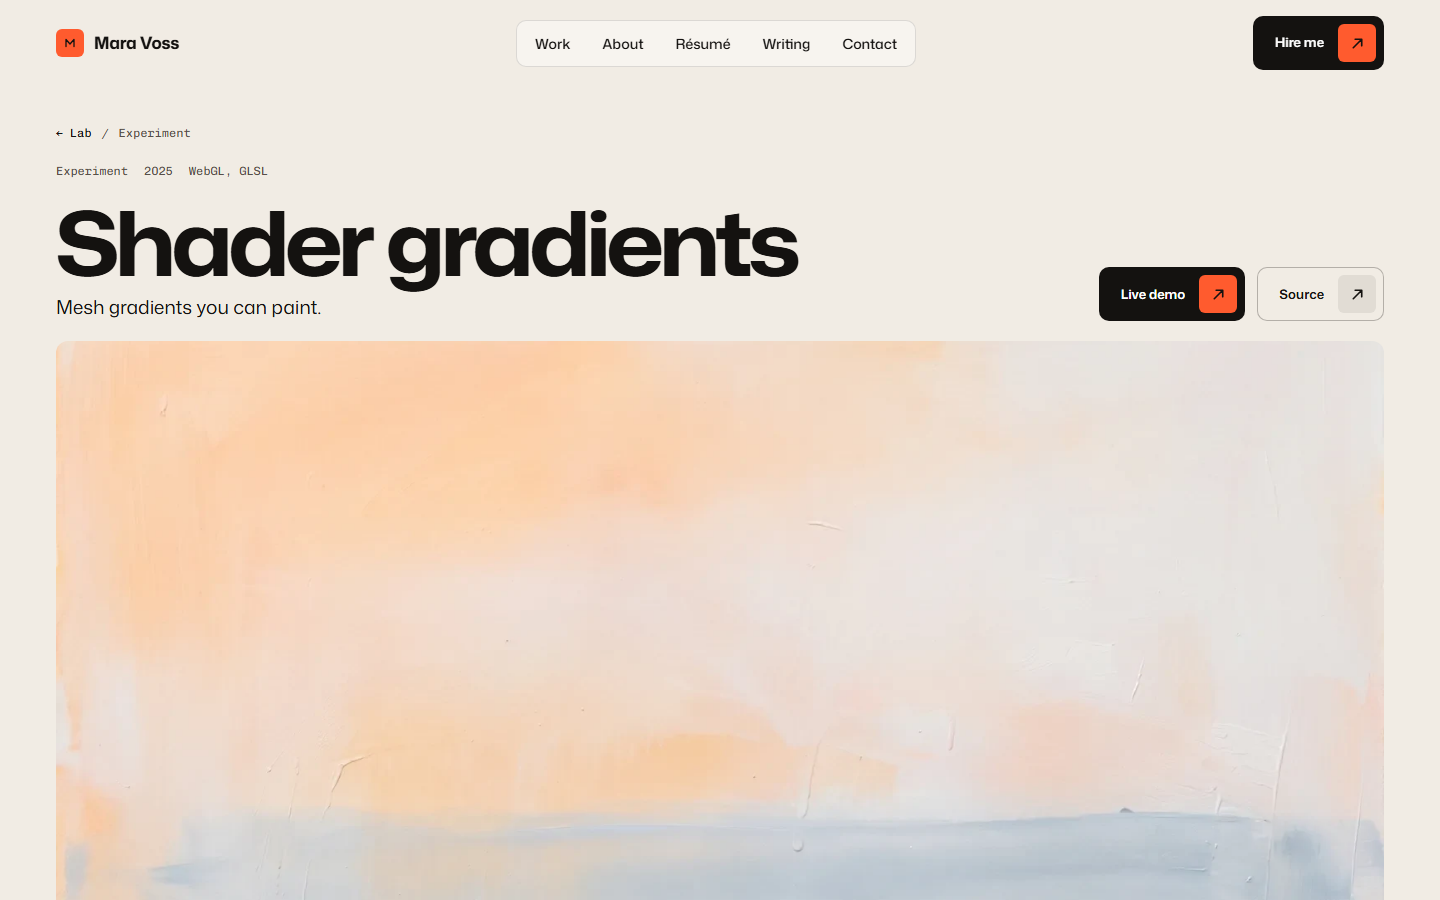 M Mara Voss
Work About Résumé Writing Contact
Hire me
← Lab / Experiment
Experiment 2025 WebGL, GLSL
Shader gradients
Mesh gradients you can paint.
Live demo
Source